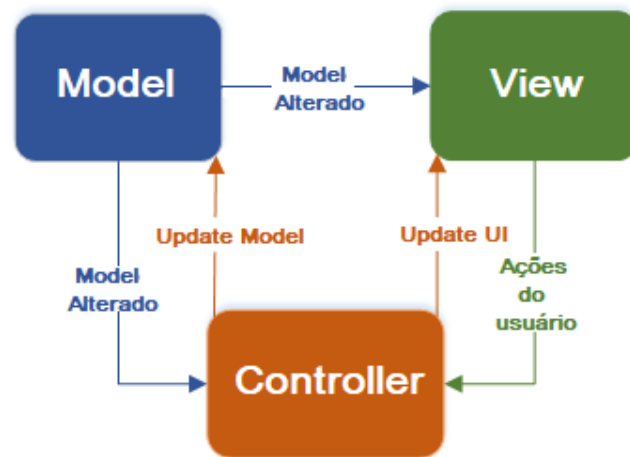 Model
View
Model
Alterado
Update Model
Update UI
Model
Alterado
Ações
do
usuário
Controller